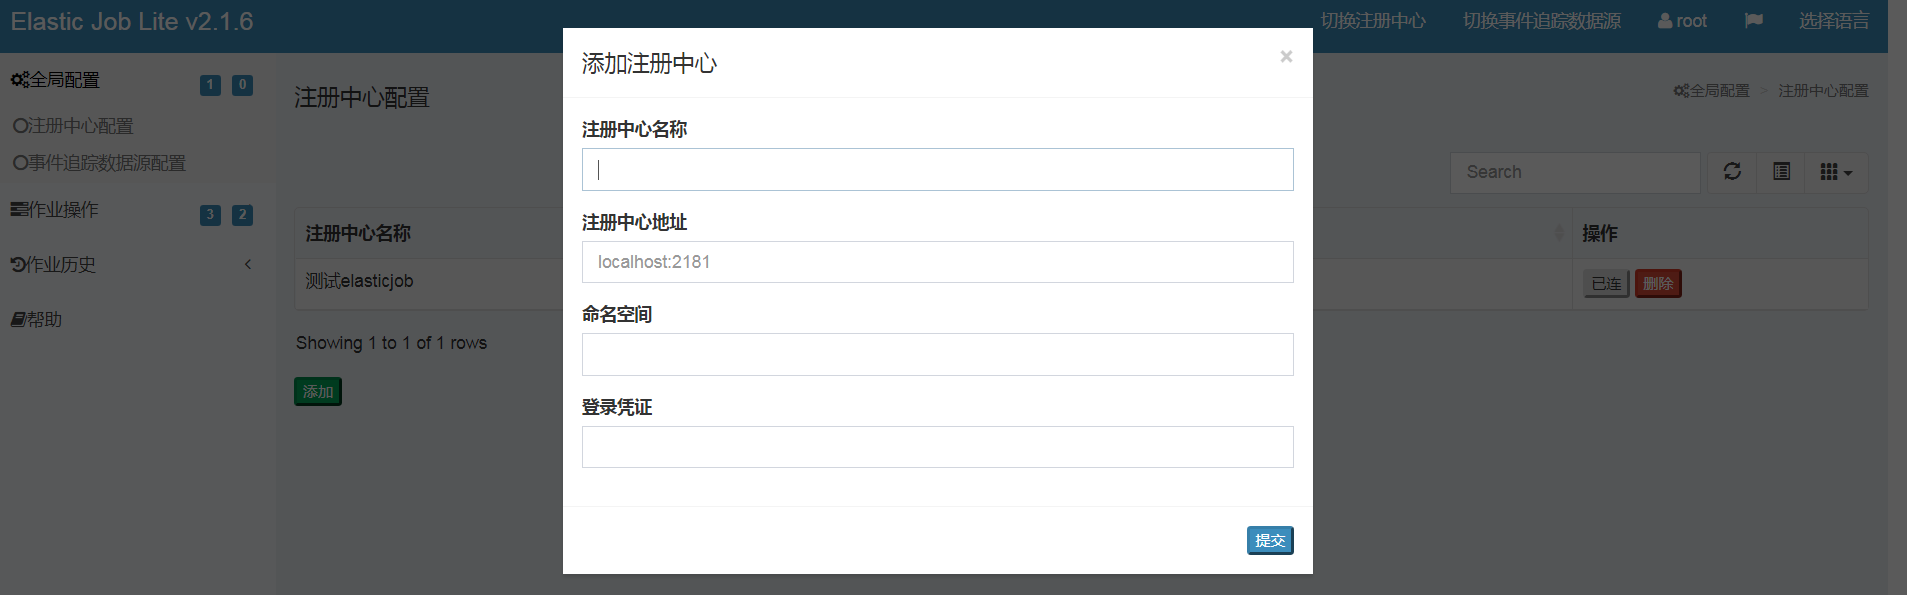 Elastic Job Lite v2.1.6
切换注册中心 切换事件追踪数据源 root 选择语言
全局配置 1 0
注册中心配置
事件追踪数据源配置
作业操作 3 2
作业历史
帮助
注册中心配置
全局配置 > 注册中心配置
Search
注册中心名称 操作
测试elasticjob 已连 删除
Showing 1 to 1 of 1 rows
添加
添加注册中心 ×
注册中心名称
注册中心地址
localhost:2181
命名空间
登录凭证
提交